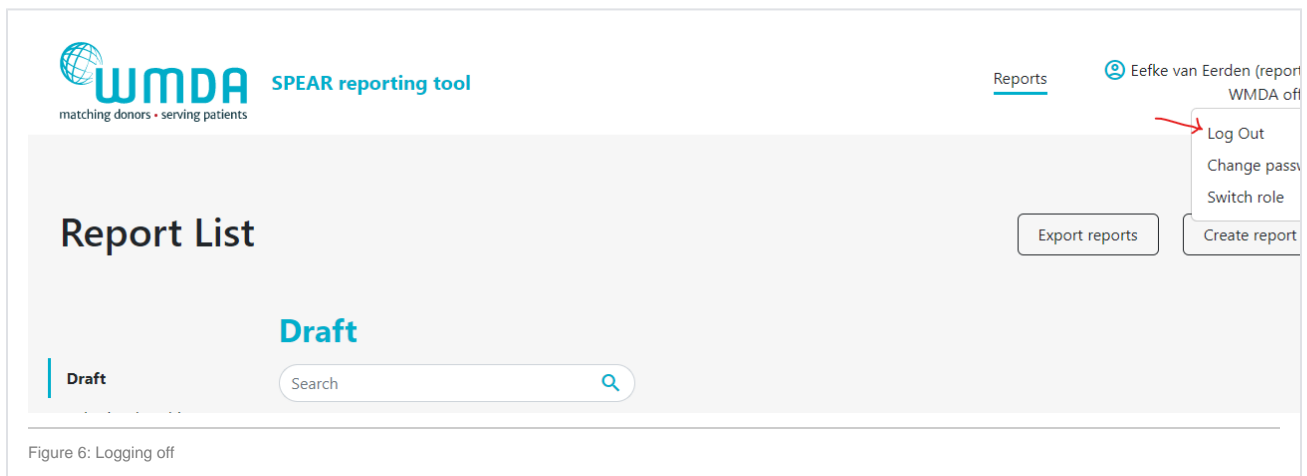 WMDA
matching donors • serving patients
SPEAR reporting tool
Reports
Eefke van Eerden (report
WMDA off
Log Out
Change passw
Switch role
Report List
Export reports
Create report
Draft
Draft
Search
Figure 6: Logging off